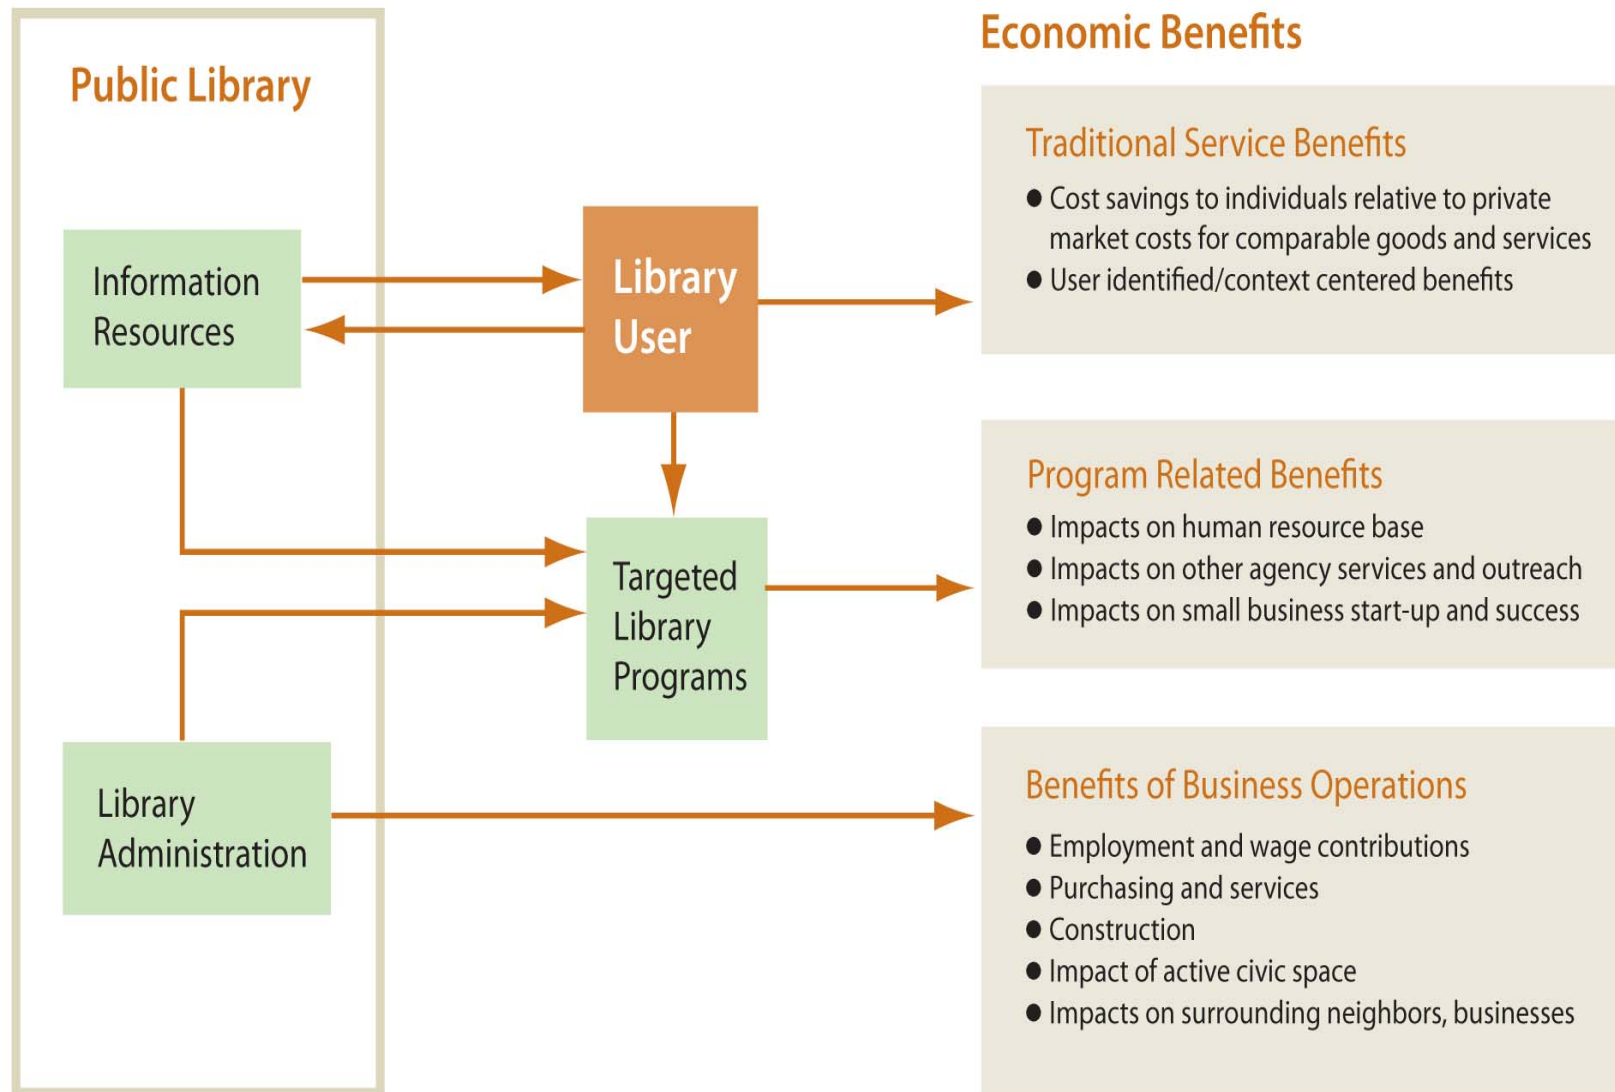 Public Library
Information
Resources
Library
Administration
Library
User
Targeted
Library
Programs
Economic Benefits
Traditional Service Benefits
● Cost savings to individuals relative to private
market costs for comparable goods and services
● User identified/context centered benefits
Program Related Benefits
● Impacts on human resource base
● Impacts on other agency services and outreach
● Impacts on small business start-up and success
Benefits of Business Operations
● Employment and wage contributions
● Purchasing and services
● Construction
● Impact of active civic space
● Impacts on surrounding neighbors, businesses